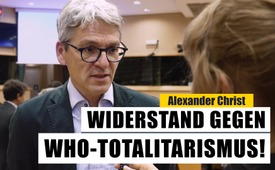 Alexander Christ
WIDERSTAND GEGEN
WHO-TOTALITARISMUS!